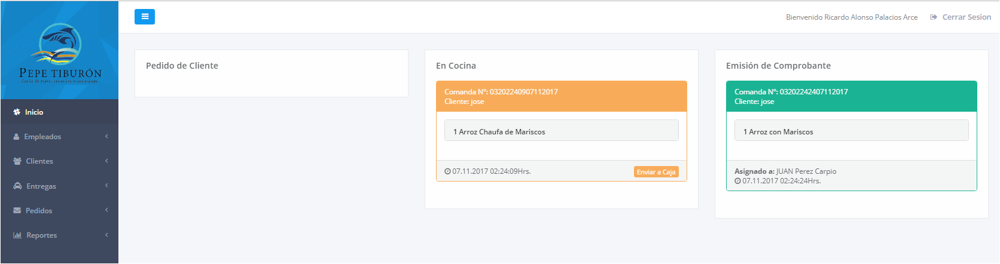 PEPE TIBURÓN
Inicio
Empleados
Clientes
Entregas
Pedidos
Reportes
Bienvenido Ricardo Alonso Palacios Arce
Cerrar Sesion
Pedido de Cliente
En Cocina
Comanda Nº: 03202240907112017
Cliente: jose
1 Arroz Chaufa de Mariscos
07.11.2017 02:24:09Hrs.
Enviar a Caja
Emisión de Comprobante
Comanda Nº: 03202242407112017
Cliente: jose
1 Arroz con Mariscos
Asignado a: JUAN Perez Carpio
07.11.2017 02:24:24Hrs.